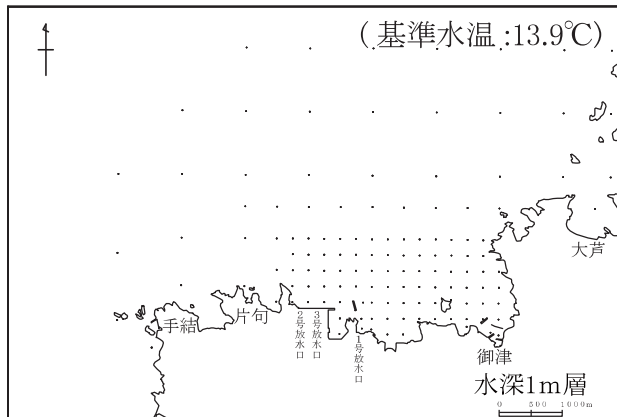 (基準水温:13.9℃)
大芦
手結
片句
2号放水口
3号放水口
1号放水口
御津
水深1m層
0 500 1000m